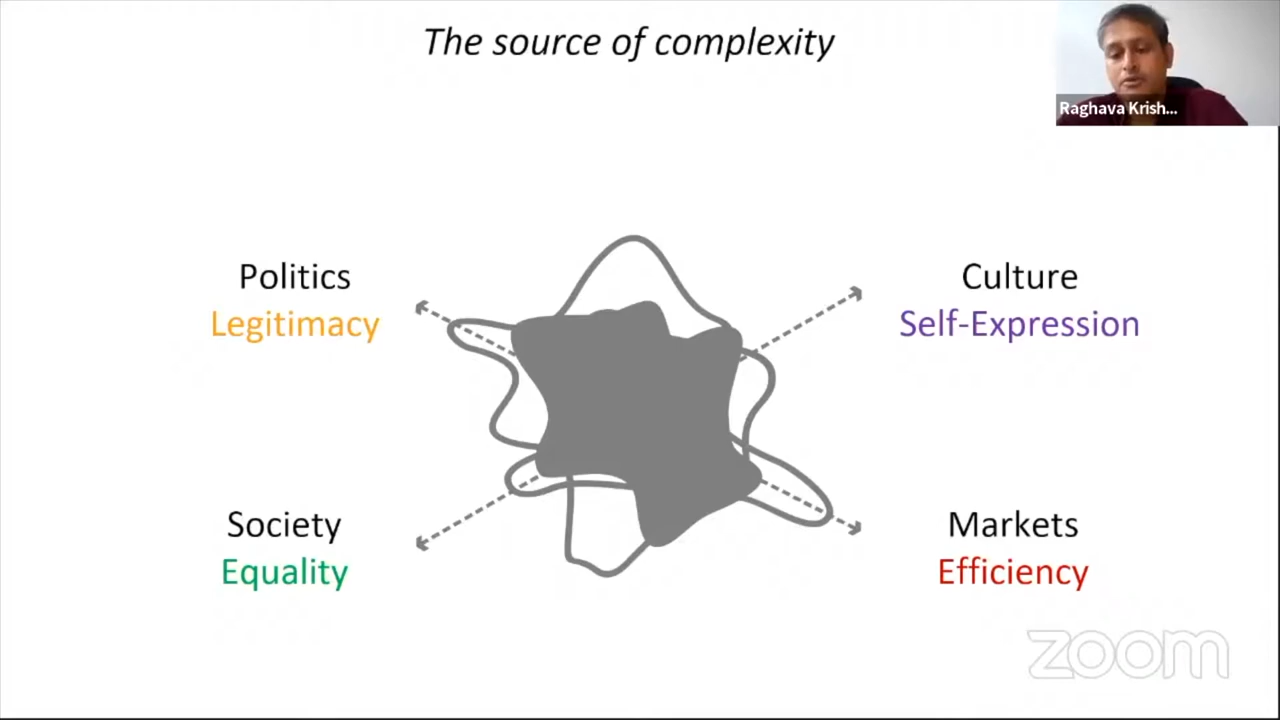 The source of complexity
Raghava Krish...
Politics
Legitimacy
Culture
Self-Expression
Society
Equality
Markets
Efficiency
zoom